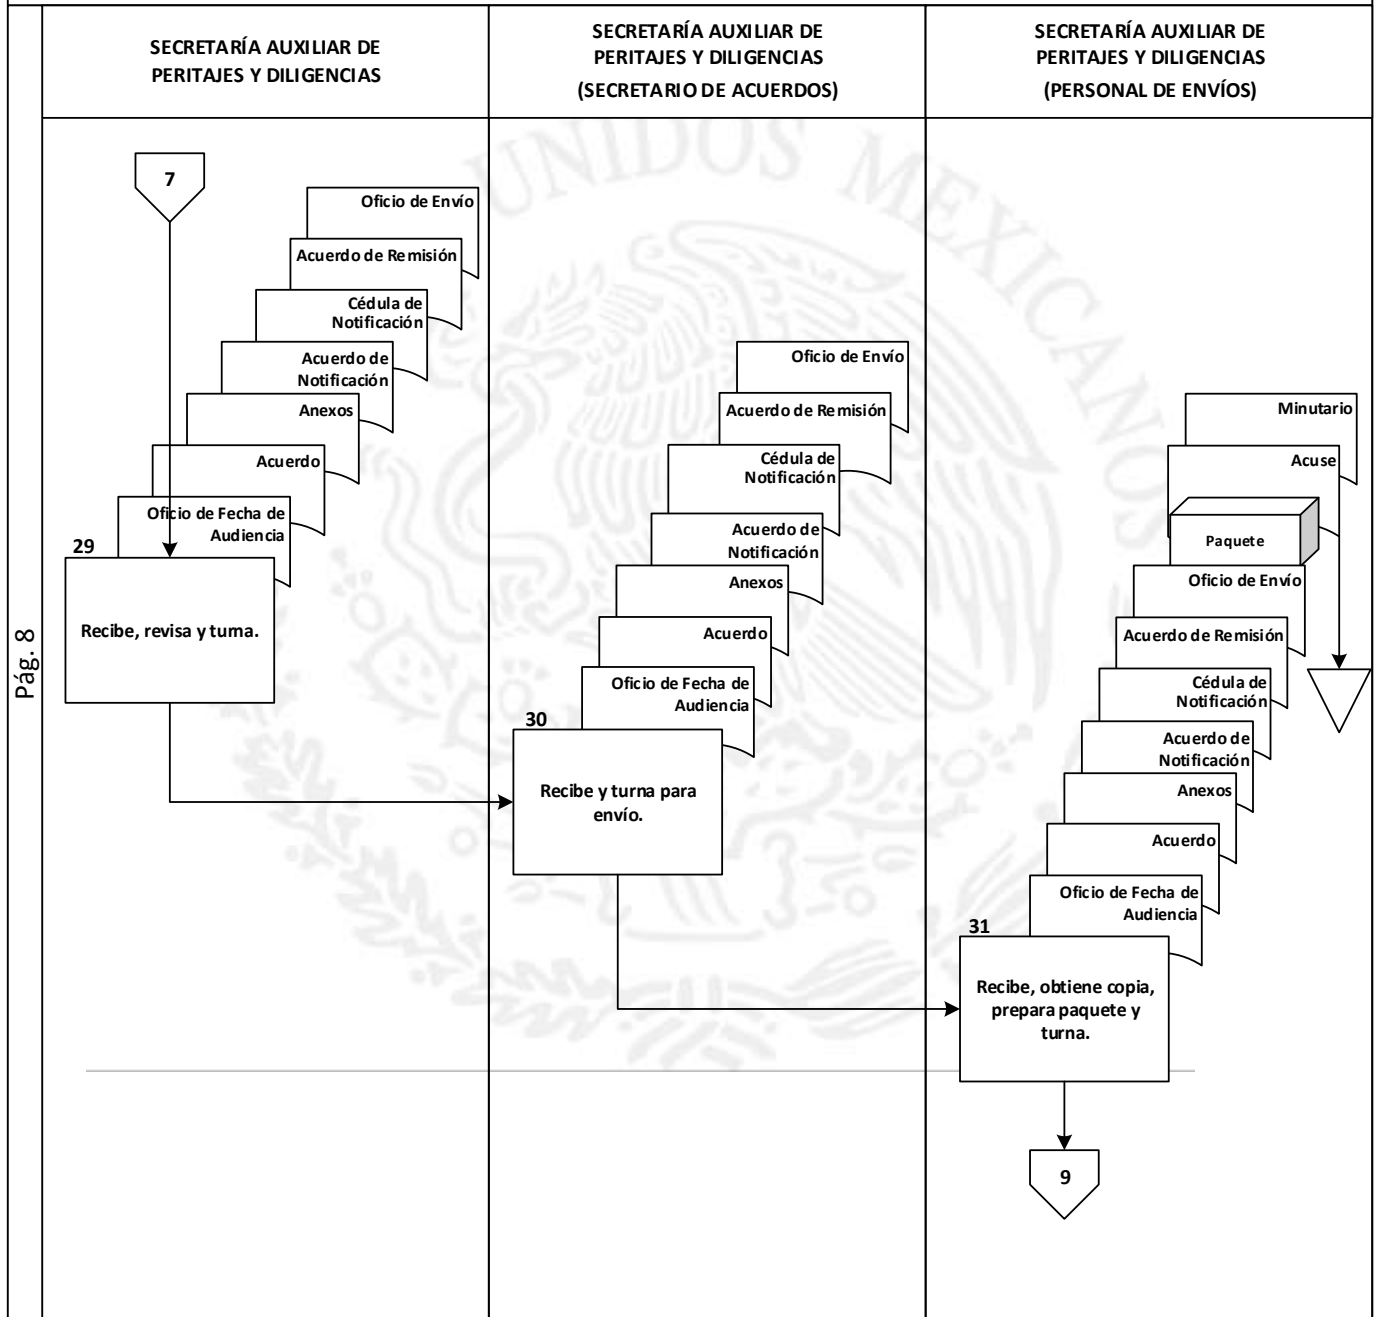 SECRETARÍA AUXILIAR DE
PERITAJES Y DILIGENCIAS
SECRETARÍA AUXILIAR DE
PERITAJES Y DILIGENCIAS
(SECRETARIO DE ACUERDOS)
SECRETARÍA AUXILIAR DE
PERITAJES Y DILIGENCIAS
(PERSONAL DE ENVÍOS)
Pág. 8
UNIDOS MEXICANOS
7
Oficio de Envío
Acuerdo de Remisión
Cédula de
Notificación
Acuerdo de
Notificación
Anexos
Acuerdo
Oficio de Fecha de
Audiencia
29
Recibe, revisa y turna.
Oficio de Envío
Acuerdo de Remisión
Cédula de
Notificación
Acuerdo de
Notificación
Anexos
Acuerdo
Oficio de Fecha de
Audiencia
30
Recibe y turna para
envío.
Minutario
Acuse
Paquete
Oficio de Envío
Acuerdo de Remisión
Cédula de
Notificación
Acuerdo de
Notificación
Anexos
Acuerdo
Oficio de Fecha de
Audiencia
31
Recibe, obtiene copia,
prepara paquete y
turna.
9